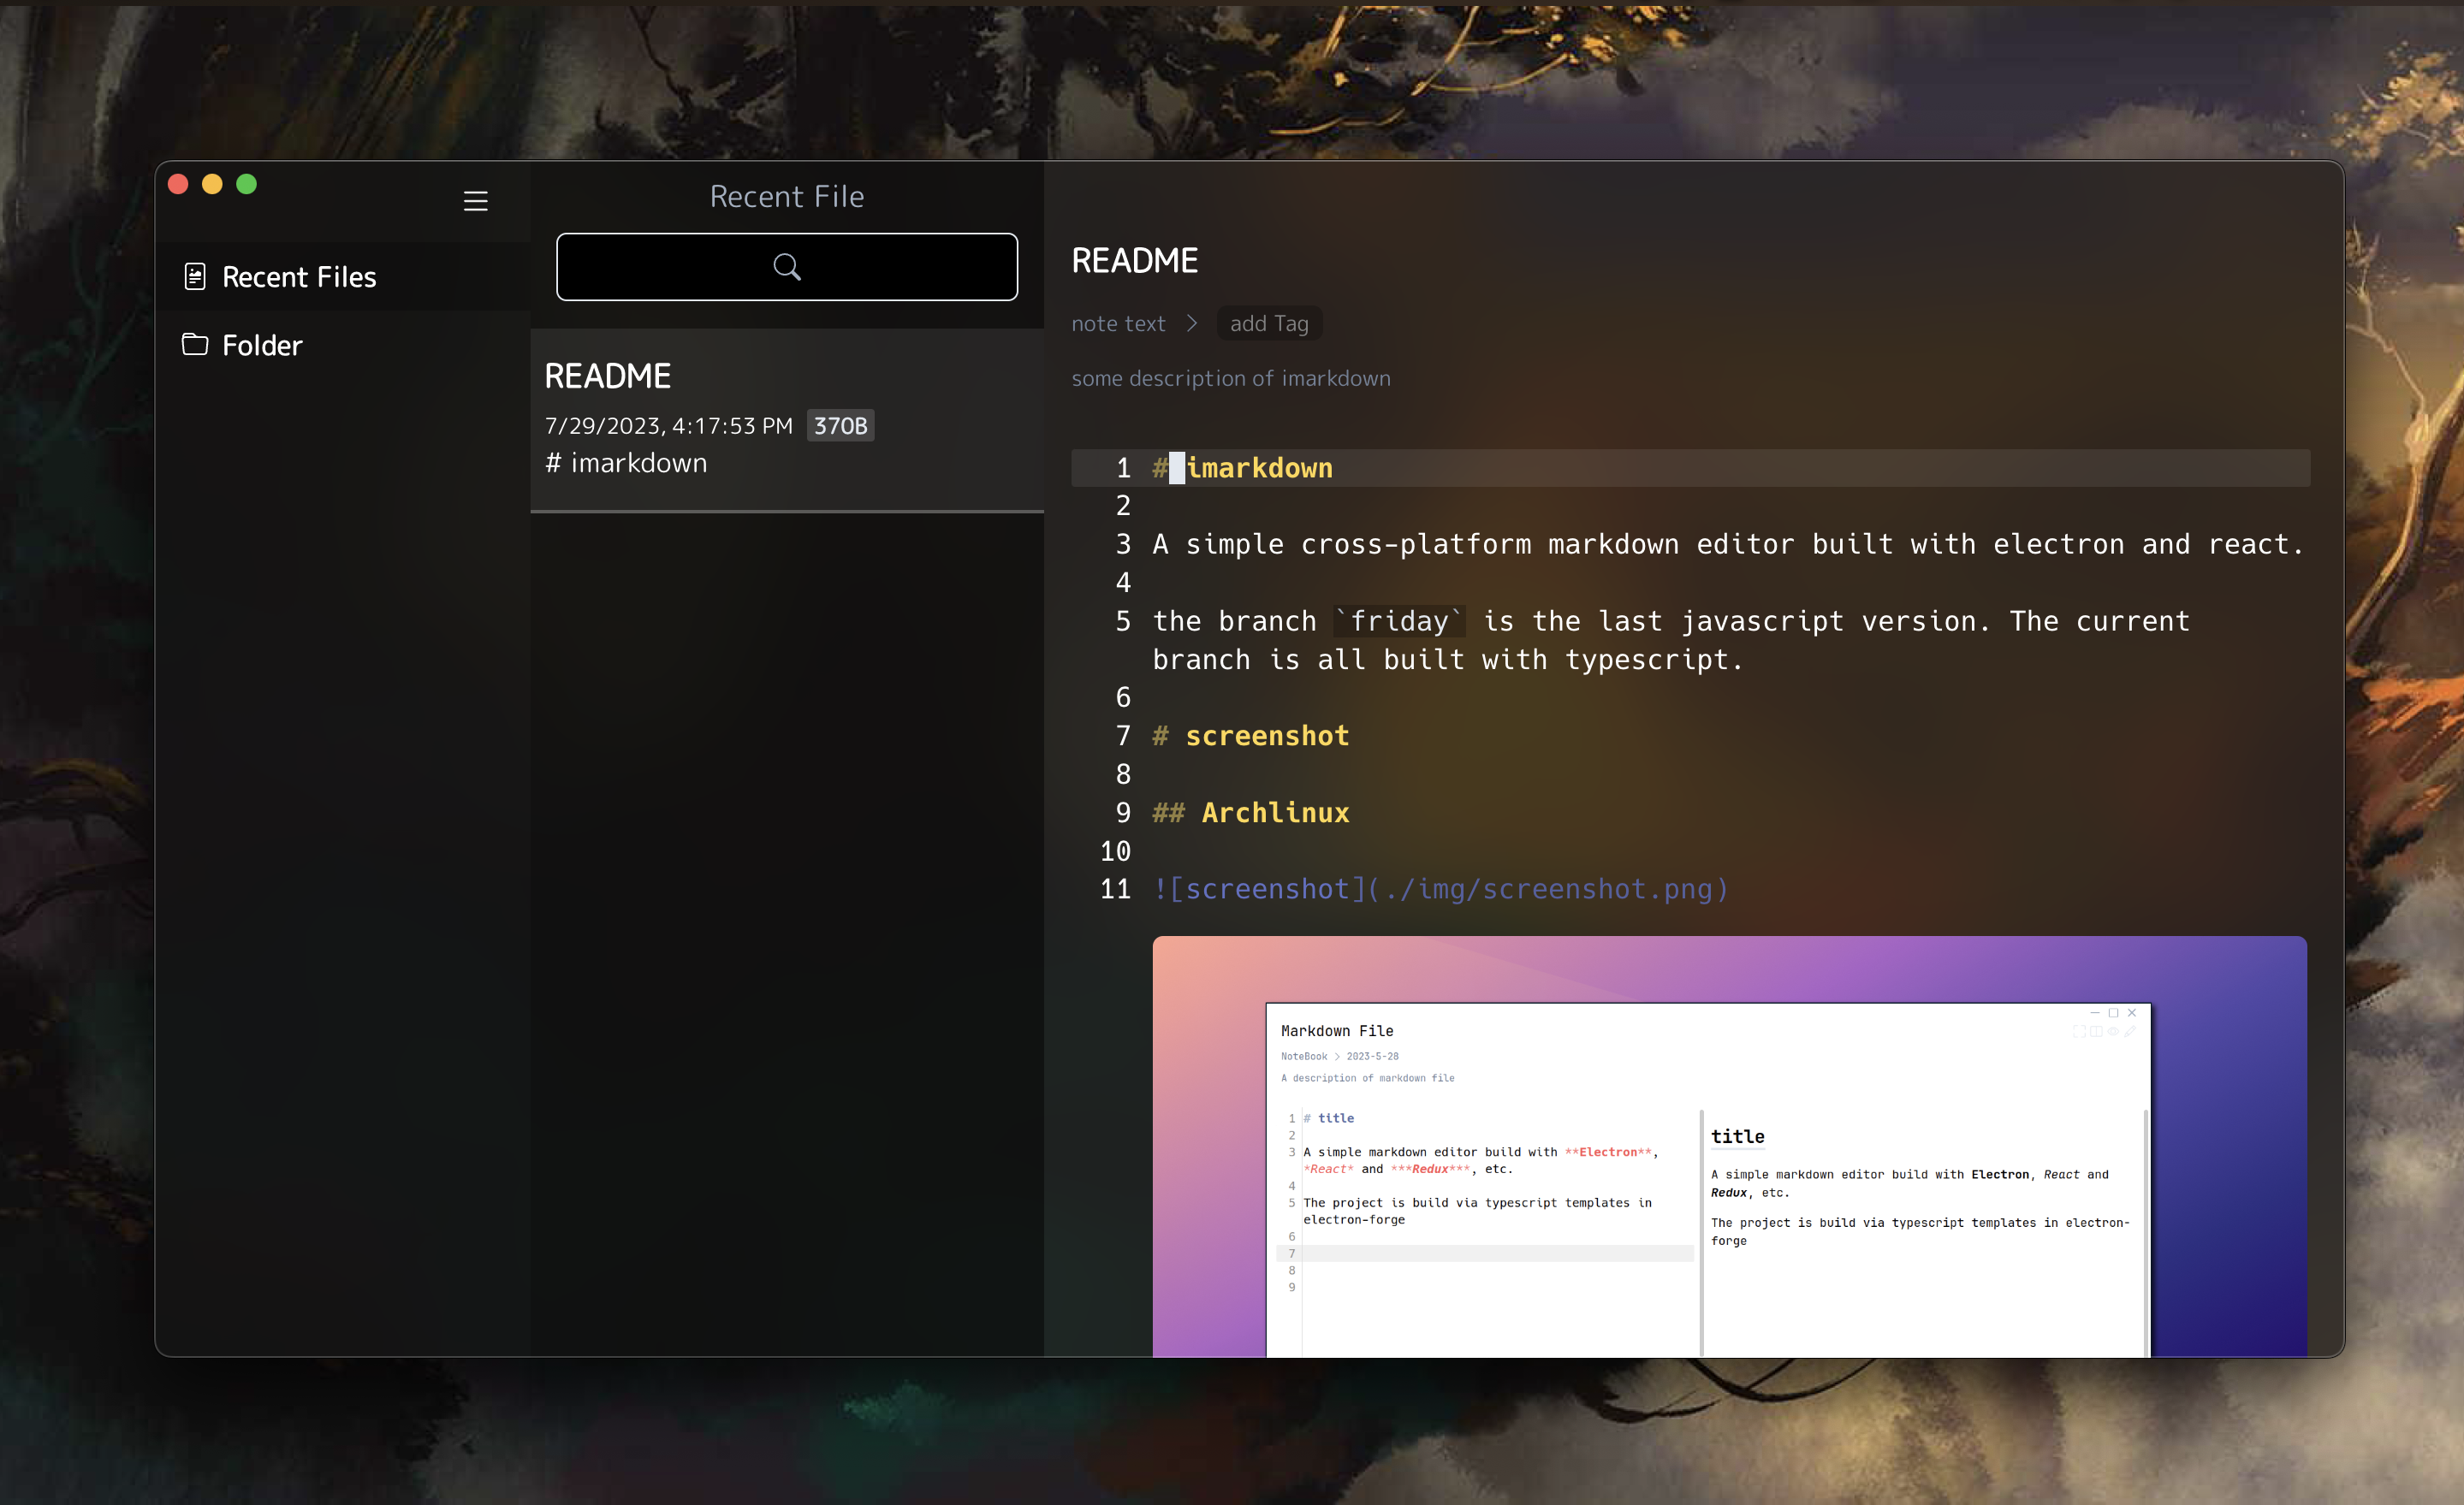 Recent Files
Folder
Recent File
README
7/29/2023, 4:17:53 PM 370B
# imarkdown
README
note text > add Tag
some description of imarkdown
1 # imarkdown
2
3 A simple cross-platform markdown editor built with electron and react.
4
5 the branch `friday` is the last javascript version. The current
branch is all built with typescript.
6
7 # screenshot
8
9 ## Archlinux
10
11 ![screenshot](./img/screenshot.png)
Markdown File
NoteBook > 2023-5-28
A description of markdown file
1 # title
2
3 A simple markdown editor build with **Electron**,
*React* and ***Redux***, etc.
4
5 The project is build via typescript templates in
electron-forge
6
7
8
9
title
A simple markdown editor build with Electron, React and
Redux, etc.
The project is build via typescript templates in electron-
forge